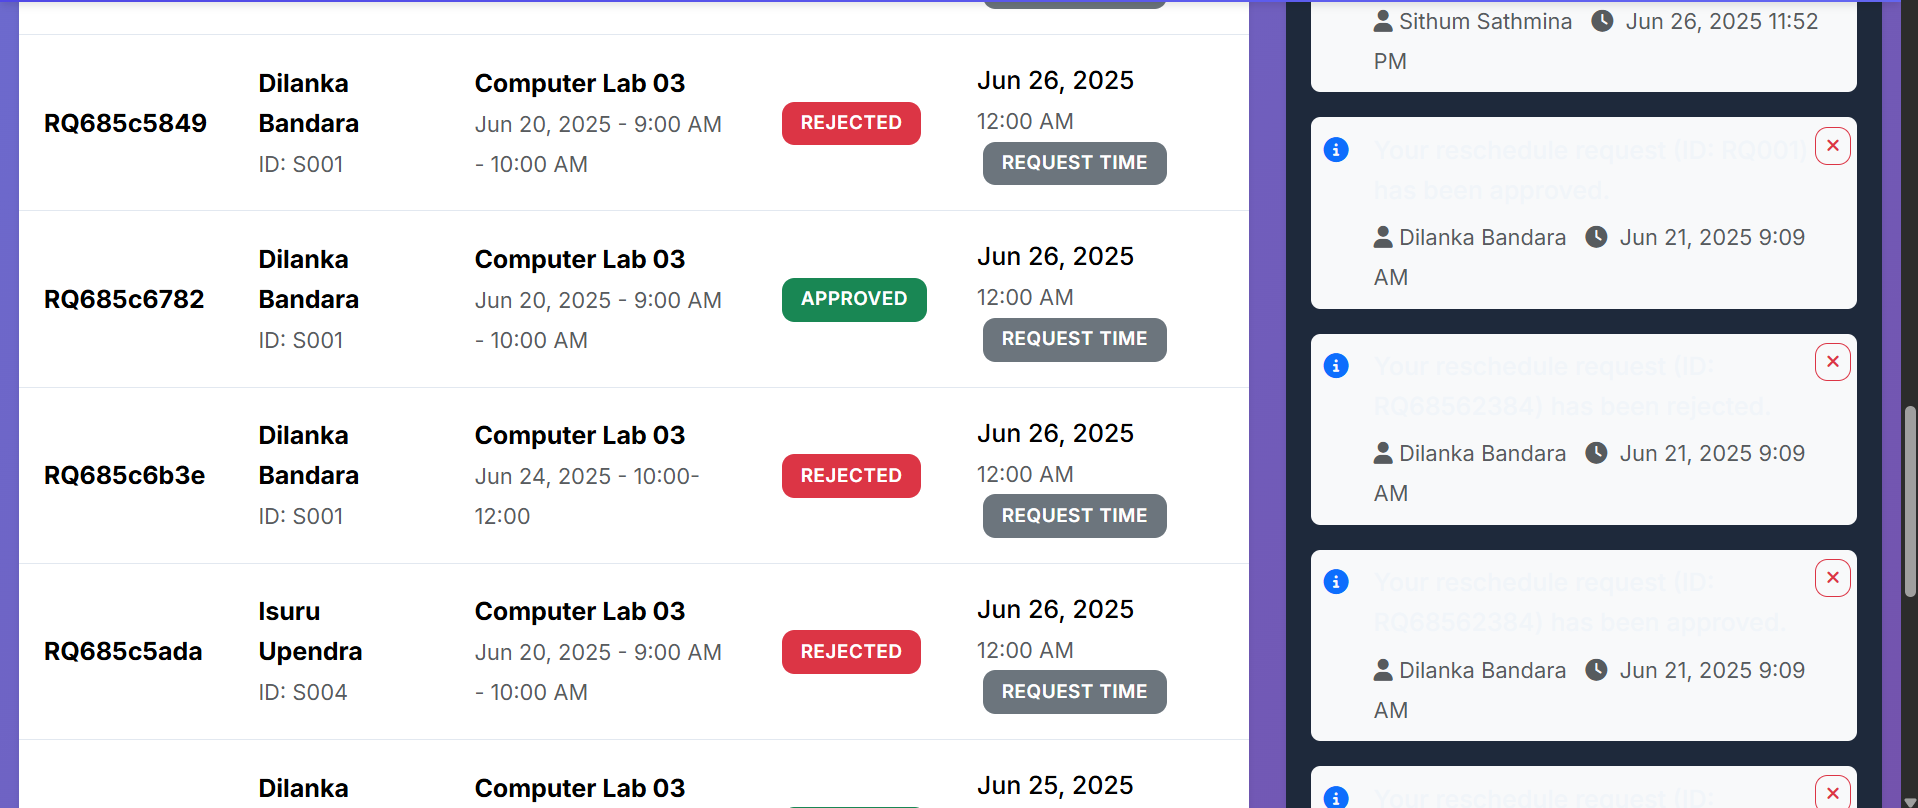 RQ685c5849
Dilanka
Bandara
ID: S001
Computer Lab 03
Jun 20, 2025 - 9:00 AM
- 10:00 AM
REJECTED
Jun 26, 2025
12:00 AM
REQUEST TIME
RQ685c6782
Dilanka
Bandara
ID: S001
Computer Lab 03
Jun 20, 2025 - 9:00 AM
- 10:00 AM
APPROVED
Jun 26, 2025
12:00 AM
REQUEST TIME
RQ685c6b3e
Dilanka
Bandara
ID: S001
Computer Lab 03
Jun 24, 2025 - 10:00-
12:00
REJECTED
Jun 26, 2025
12:00 AM
REQUEST TIME
RQ685c5ada
Isuru
Upendra
ID: S004
Computer Lab 03
Jun 20, 2025 - 9:00 AM
- 10:00 AM
REJECTED
Jun 26, 2025
12:00 AM
REQUEST TIME
Dilanka
Computer Lab 03
Jun 25, 2025
Sithum Sathmina Jun 26, 2025 11:52
PM
Your reschedule request (ID: RQ001)
has been approved.
Dilanka Bandara Jun 21, 2025 9:09
AM
Your reschedule request (ID:
RQ68562384) has been rejected.
Dilanka Bandara Jun 21, 2025 9:09
AM
Your reschedule request (ID:
RQ68562384) has been approved.
Dilanka Bandara Jun 21, 2025 9:09
AM
Your reschedule request (ID: